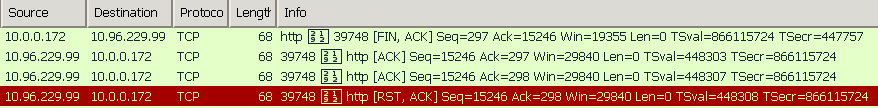 Source Destination Protoco Length Info
10.0.0.172 10.96.229.99 TCP 68 http 39748 [FIN, ACK] Seq=297 Ack=15246 Win=19355 Len=0 TSval=866115724 TSecr=447757
10.96.229.99 10.0.0.172 TCP 68 39748 http [ACK] Seq=15246 Ack=297 Win=29840 Len=0 TSval=448303 TSecr=866115724
10.96.229.99 10.0.0.172 TCP 68 39748 http [ACK] Seq=15246 Ack=298 Win=29840 Len=0 TSval=448307 TSecr=866115724
10.96.229.99 10.0.0.172 TCP 68 39748 http [RST, ACK] Seq=15246 Ack=298 Win=29840 Len=0 TSval=448308 TSecr=866115724